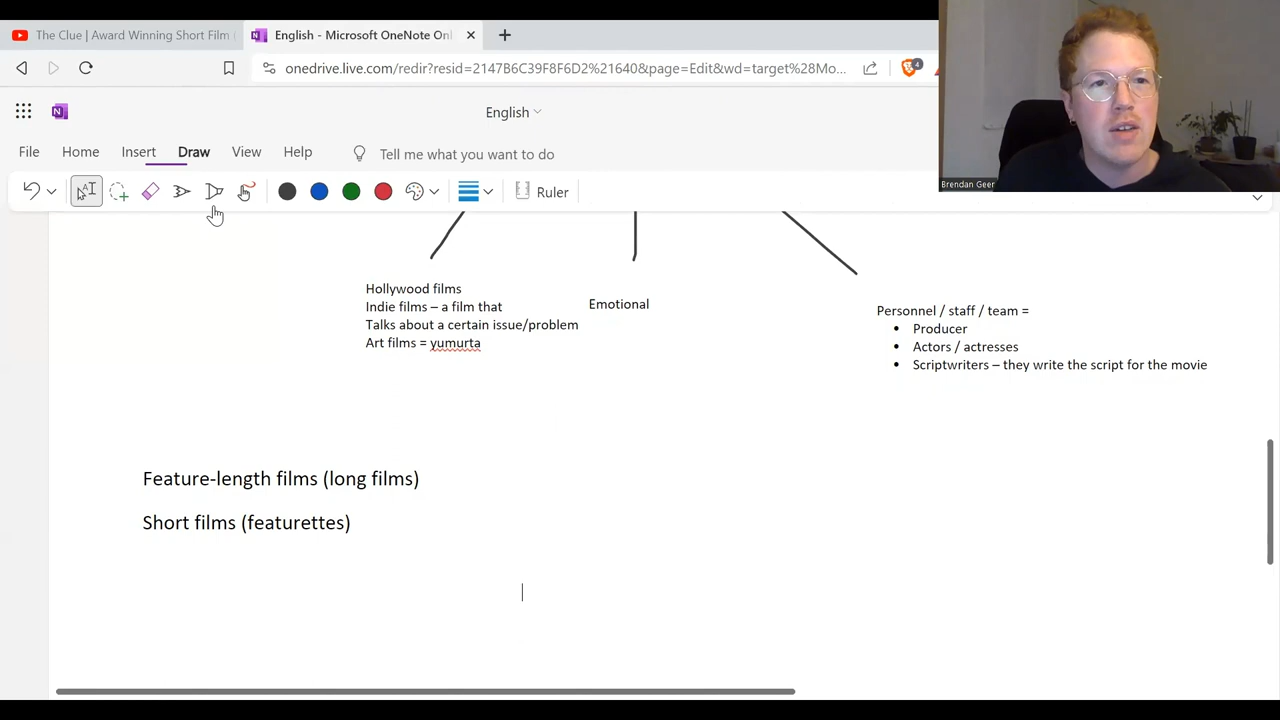 The Clue | Award Winning Short Film
English - Microsoft OneNote Onl
onedrive.live.com/redir?resid=2147B6C39F8F6D2%21640&page=Edit&wd=target%28Mo...
4
English
File Home Insert Draw View Help Tell me what you want to do
Ruler
Brendan Geer
Hollywood films
Indie films – a film that
Talks about a certain issue/problem
Art films = yumurta
Emotional
Personnel / staff / team =
• Producer
• Actors / actresses
• Scriptwriters – they write the script for the movie
Feature-length films (long films)
Short films (featurettes)